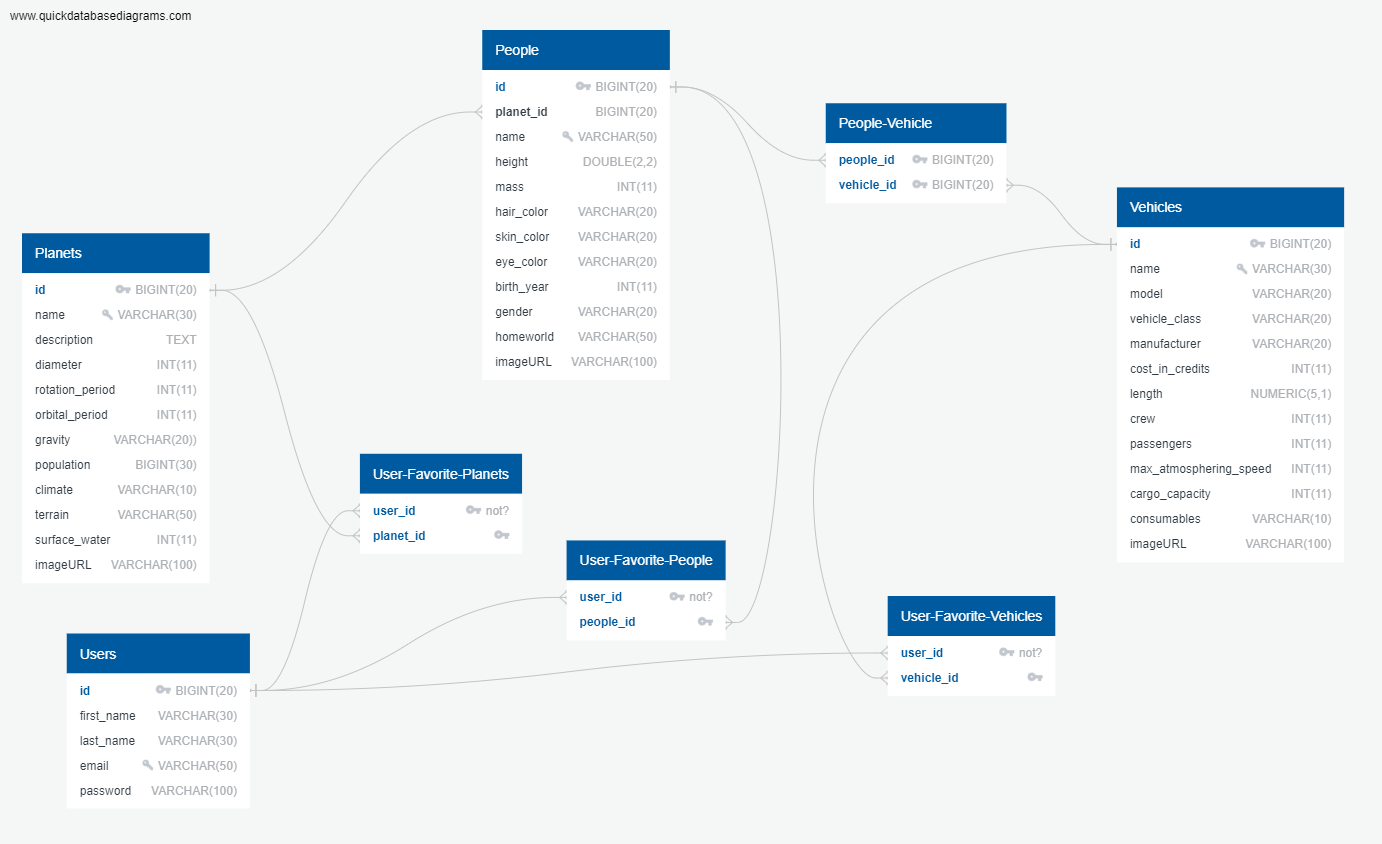 www.quickdatabasediagrams.com
People
id BIGINT(20)
planet_id BIGINT(20)
name VARCHAR(50)
height DOUBLE(2,2)
mass INT(11)
hair_color VARCHAR(20)
skin_color VARCHAR(20)
eye_color VARCHAR(20)
birth_year INT(11)
gender VARCHAR(20)
homeworld VARCHAR(50)
imageURL VARCHAR(100)
People-Vehicle
people_id BIGINT(20)
vehicle_id BIGINT(20)
Vehicles
id BIGINT(20)
name VARCHAR(30)
model VARCHAR(20)
vehicle_class VARCHAR(20)
manufacturer VARCHAR(20)
cost_in_credits INT(11)
length NUMERIC(5,1)
crew INT(11)
passengers INT(11)
max_atmosphering_speed INT(11)
cargo_capacity INT(11)
consumables VARCHAR(10)
imageURL VARCHAR(100)
Planets
id BIGINT(20)
name VARCHAR(30)
description TEXT
diameter INT(11)
rotation_period INT(11)
orbital_period INT(11)
gravity VARCHAR(20))
population BIGINT(30)
climate VARCHAR(10)
terrain VARCHAR(50)
surface_water INT(11)
imageURL VARCHAR(100)
User-Favorite-Planets
user_id not?
planet_id
User-Favorite-People
user_id not?
people_id
User-Favorite-Vehicles
user_id not?
vehicle_id
Users
id BIGINT(20)
first_name VARCHAR(30)
last_name VARCHAR(30)
email VARCHAR(50)
password VARCHAR(100)